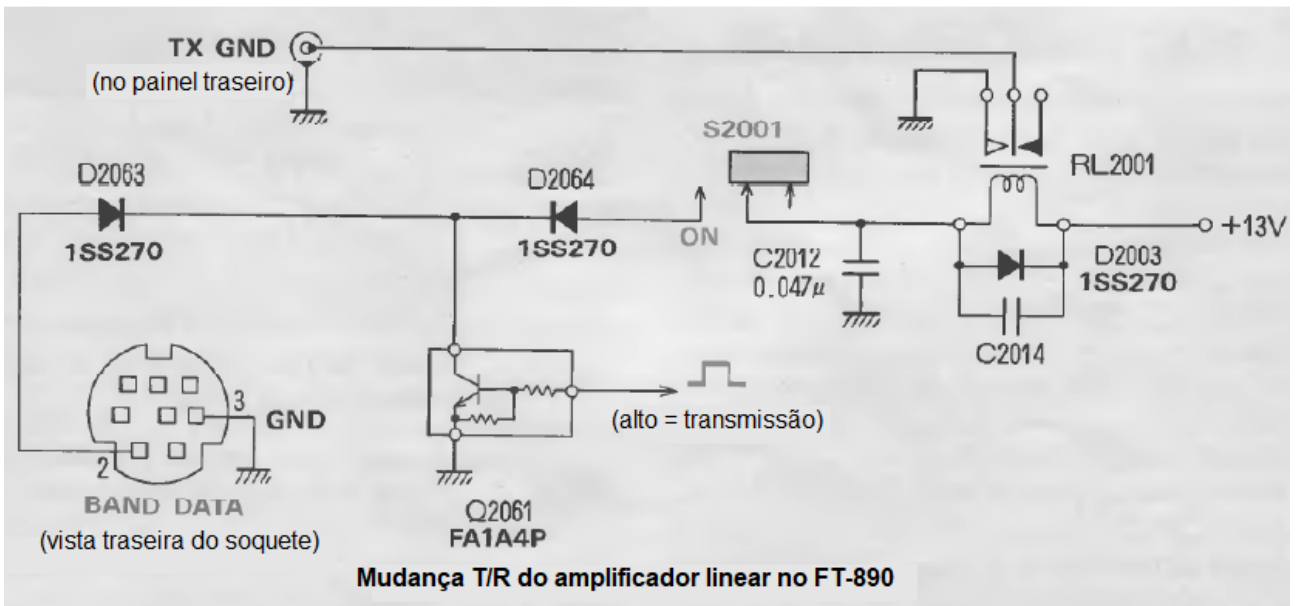 TX GND
(no painel traseiro)
S2001
D2063
1SS270
D2064
1SS270
ON
RL2001
+13V
C2012
0.047μ
D2003
1SS270
C2014
3
GND
2
BAND DATA
(vista traseira do soquete)
(alto = transmissão)
Q2061
FA1A4P
Mudança T/R do amplificador linear no FT-890